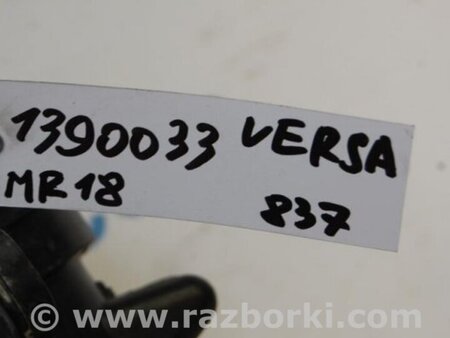 1390033 VERSA
MR18 837
© www.razborki.com